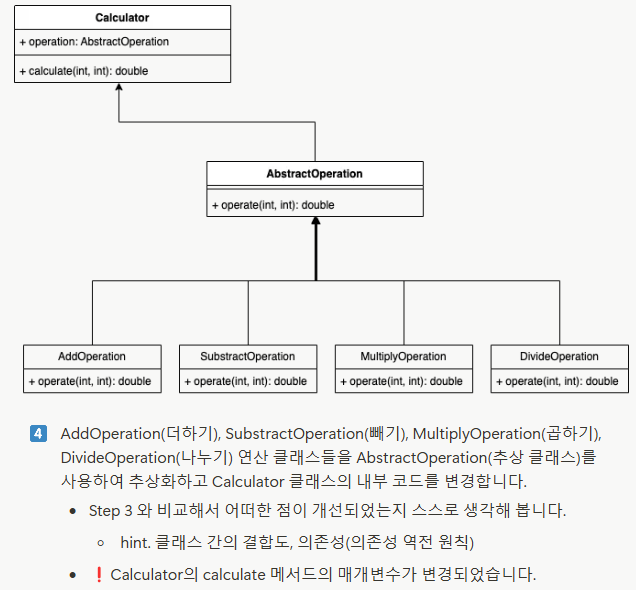 Calculator
+ operation: AbstractOperation
+ calculate(int, int): double
AbstractOperation
+ operate(int, int): double
AddOperation
+ operate(int, int): double
SubstractOperation
+ operate(int, int): double
MultiplyOperation
+ operate(int, int): double
DivideOperation
+ operate(int, int): double
4 AddOperation(더하기), SubstractOperation(빼기), MultiplyOperation(곱하기),
DivideOperation(나누기) 연산 클래스들을 AbstractOperation(추상 클래스)를
사용하여 추상화하고 Calculator 클래스의 내부 코드를 변경합니다.
• Step 3 와 비교해서 어떠한 점이 개선되었는지 스스로 생각해 봅니다.
◦ hint. 클래스 간의 결합도, 의존성(의존성 역전 원칙)
• ❗Calculator의 calculate 메서드의 매개변수가 변경되었습니다.